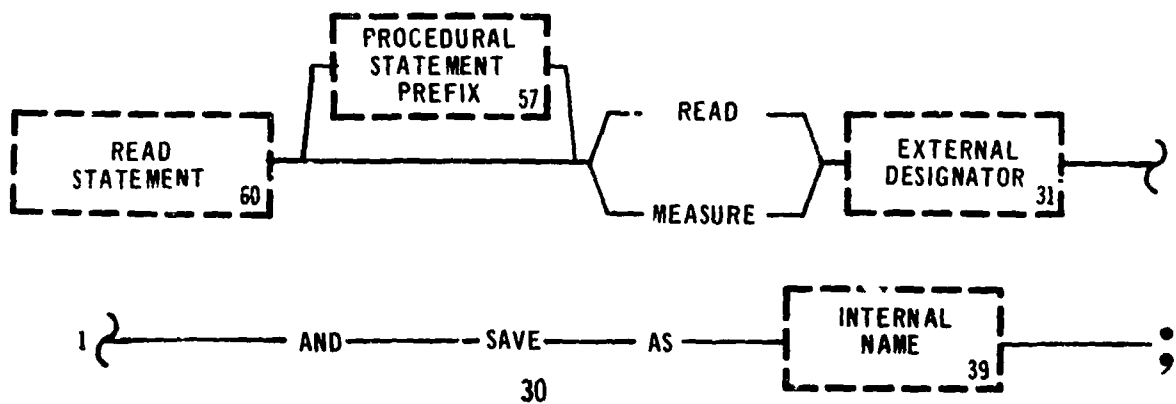 PROCEDURAL
STATEMENT
PREFIX 57
READ
STATEMENT 60
READ
MEASURE
EXTERNAL
DESIGNATOR 31
1 AND SAVE AS
INTERNAL
NAME 39
;
30